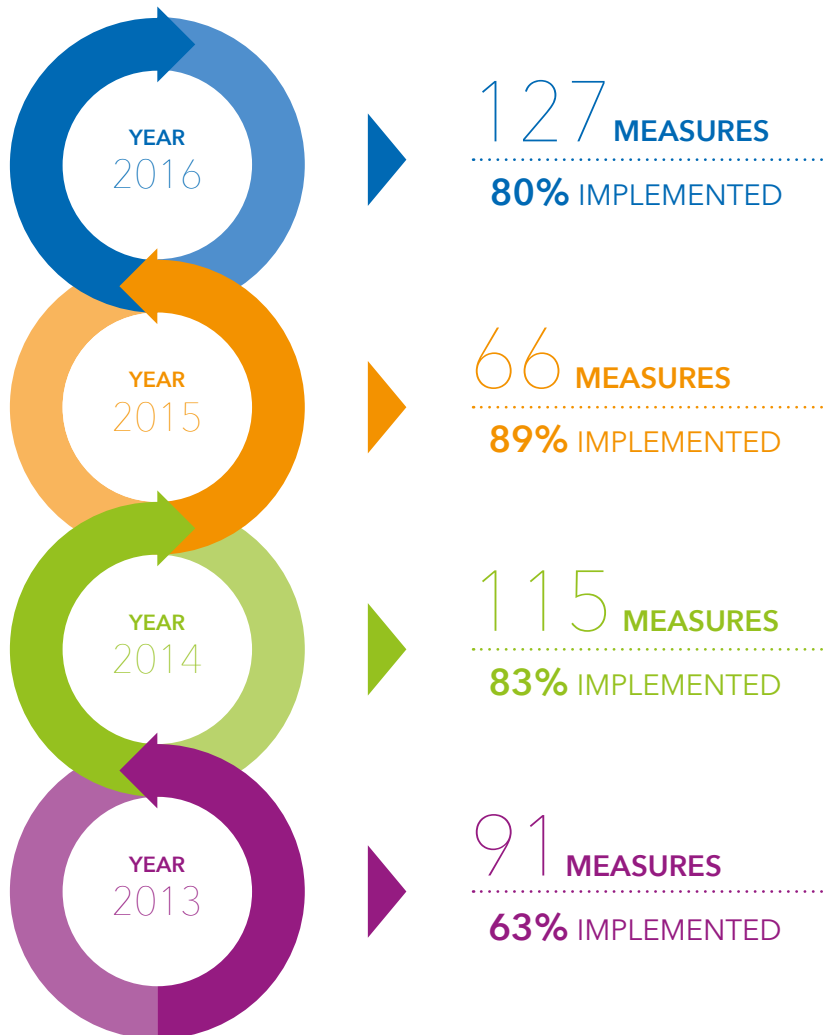 YEAR
2016
127 MEASURES
80% IMPLEMENTED
YEAR
2015
66 MEASURES
89% IMPLEMENTED
YEAR
2014
115 MEASURES
83% IMPLEMENTED
YEAR
2013
91 MEASURES
63% IMPLEMENTED